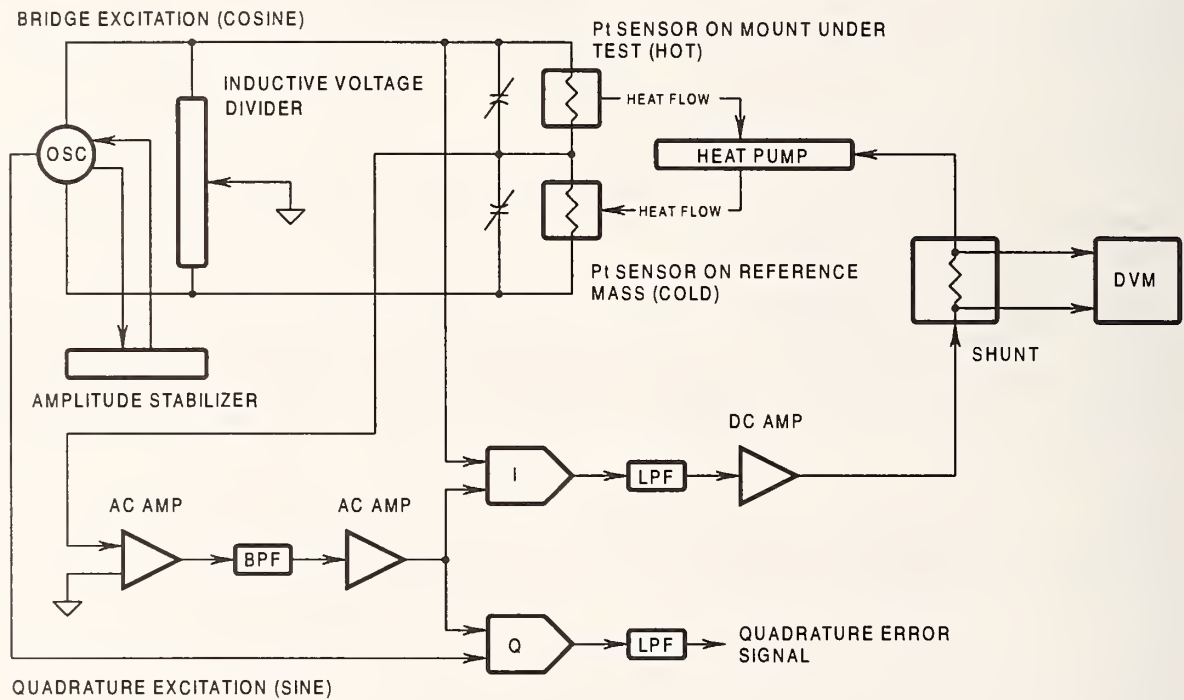 BRIDGE EXCITATION (COSINE)
Pt SENSOR ON MOUNT UNDER
TEST (HOT)
INDUCTIVE VOLTAGE
DIVIDER
HEAT FLOW
OSC
HEAT PUMP
HEAT FLOW
Pt SENSOR ON REFERENCE
MASS (COLD)
DVM
SHUNT
AMPLITUDE STABILIZER
DC AMP
I
LPF
AC AMP
AC AMP
BPF
Q
LPF
QUADRATURE ERROR
SIGNAL
QUADRATURE EXCITATION (SINE)